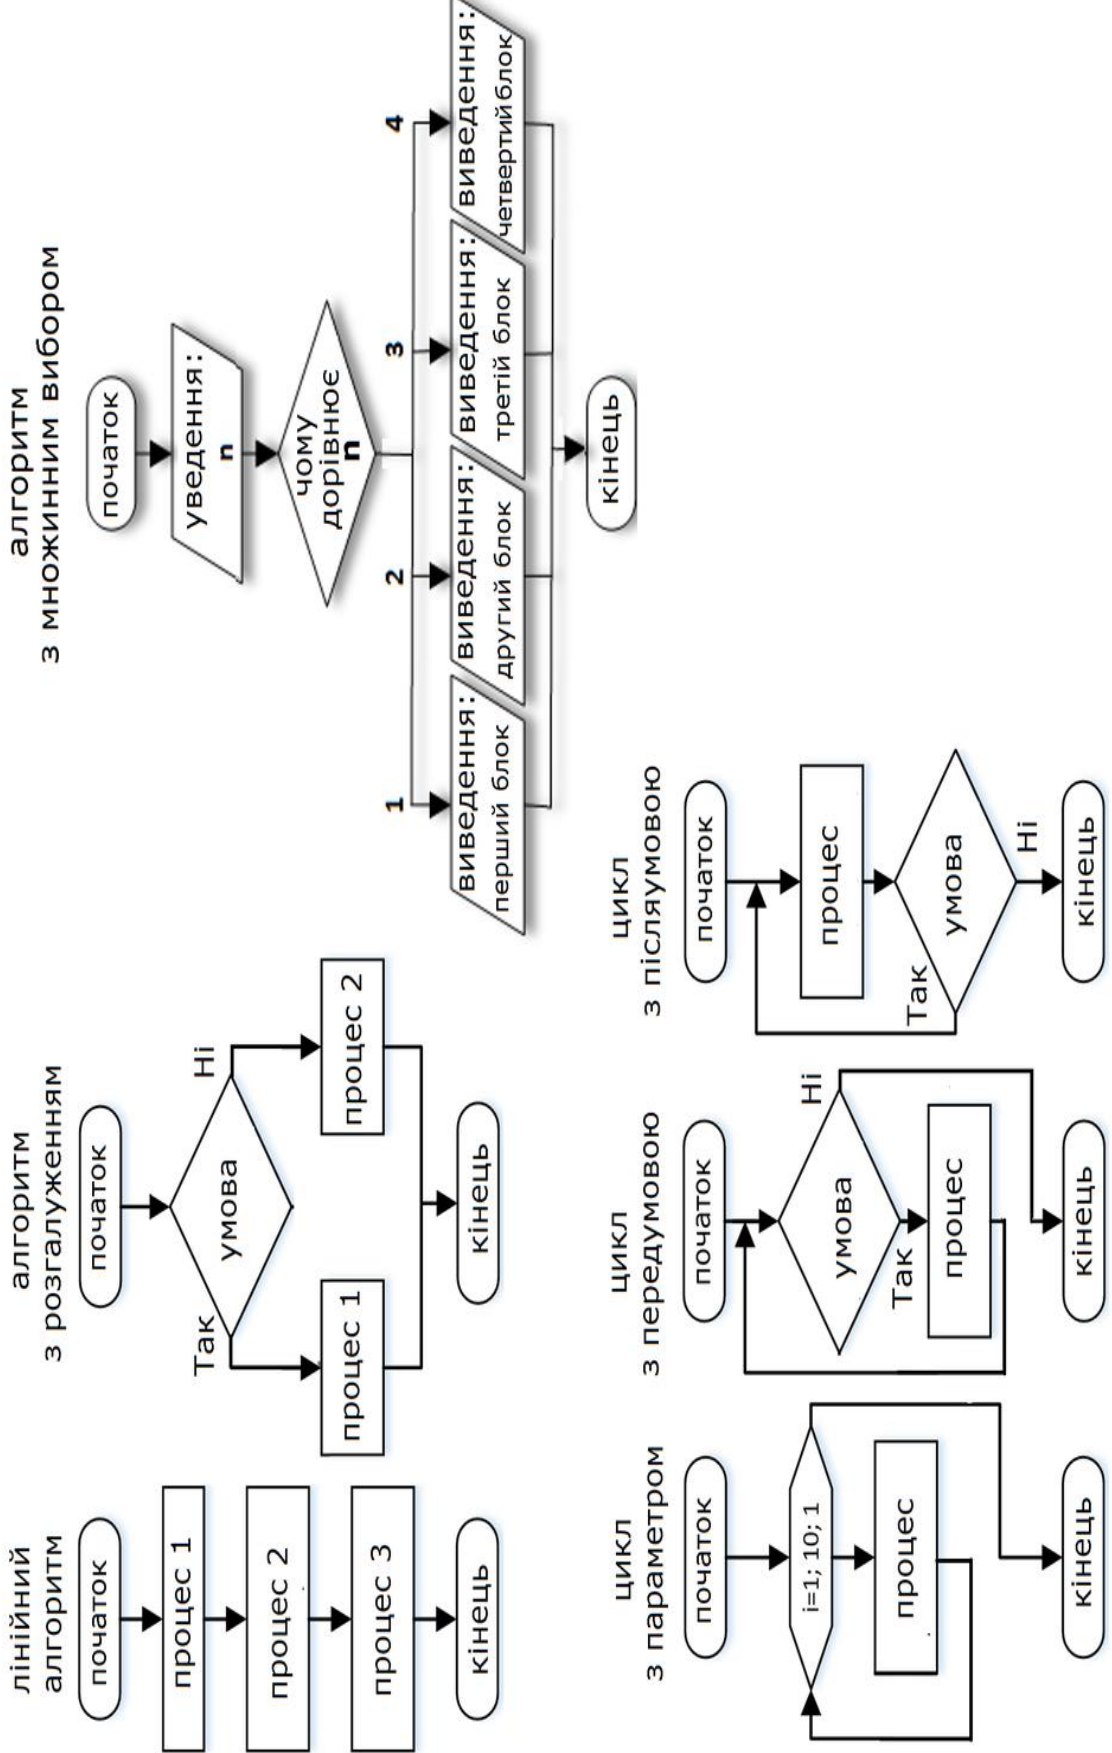 лінійний
алгоритм
початок
процес 1
процес 2
процес 3
кінець
алгоритм
з розгалуженням
початок
умова
Так
Ні
процес 1
процес 2
кінець
алгоритм
з множинним вибором
початок
уведення:
n
чому
дорівнює
n
1
2
3
4
виведення:
перший блок
виведення:
другий блок
виведення:
третій блок
виведення:
четвертий блок
кінець
цикл
з параметром
початок
i=1; 10; 1
процес
кінець
цикл
з передумовою
початок
умова
Ні
Так
процес
кінець
цикл
з післяумовою
початок
процес
умова
Так
Ні
кінець